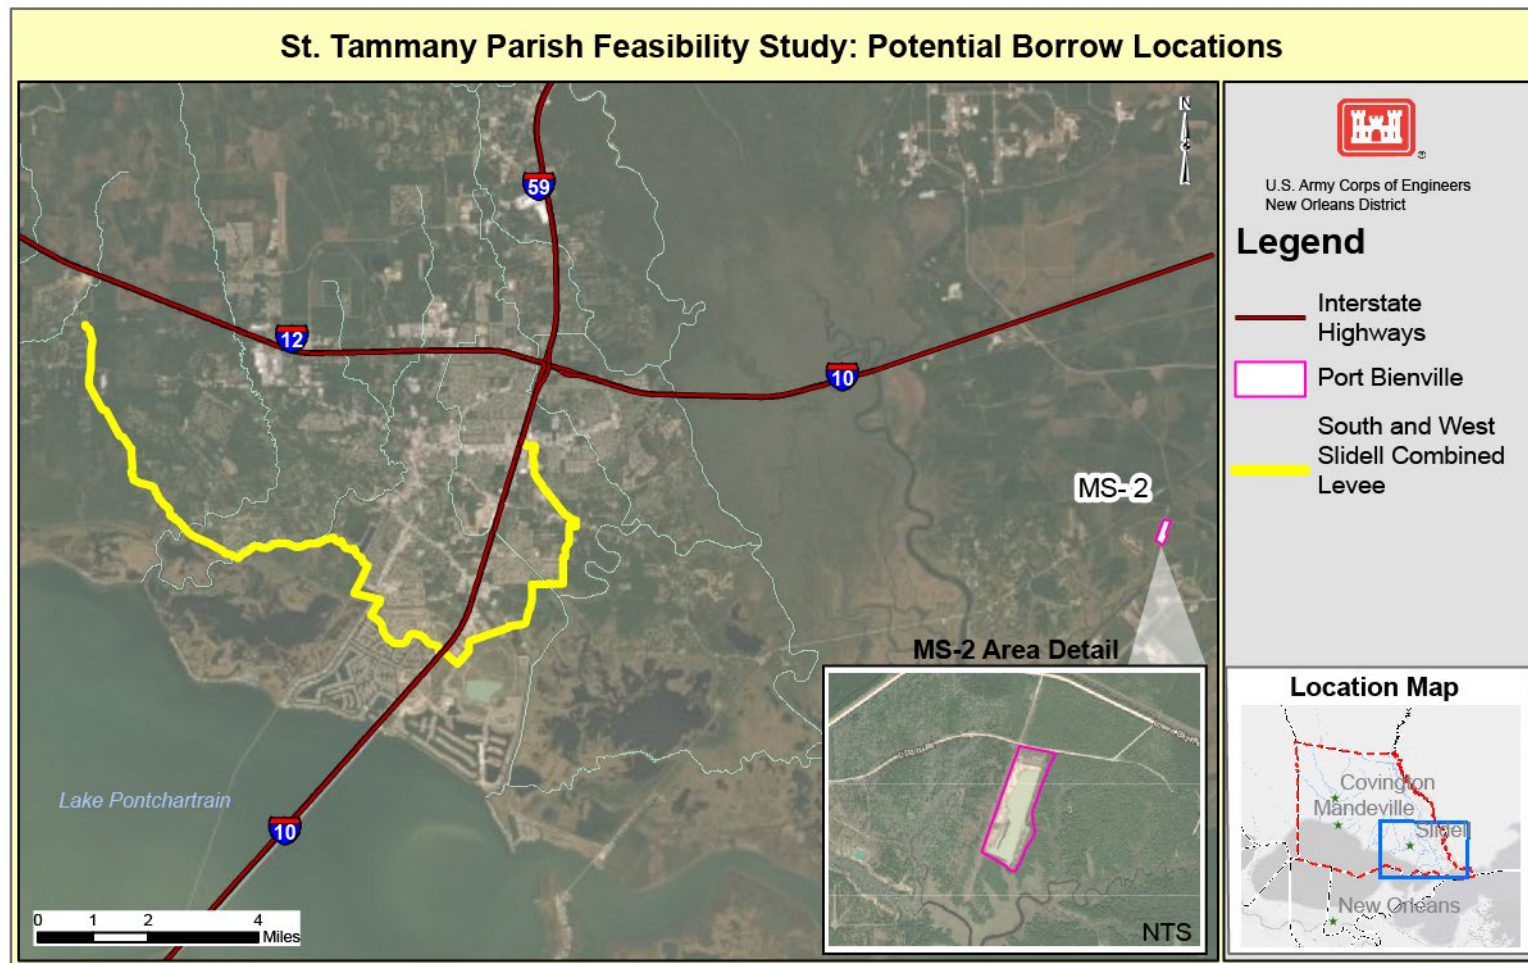 St. Tammany Parish Feasibility Study: Potential Borrow Locations
N
59
12
10
MS-2
MS-2 Area Detail
NTS
Lake Pontchartrain
10
0 1 2 4
Miles
®
U.S. Army Corps of Engineers
New Orleans District
Legend
Interstate
Highways
Port Bienville
South and West
Slidell Combined
Levee
Location Map
Covington
Mandeville
Slidell
New Orleans